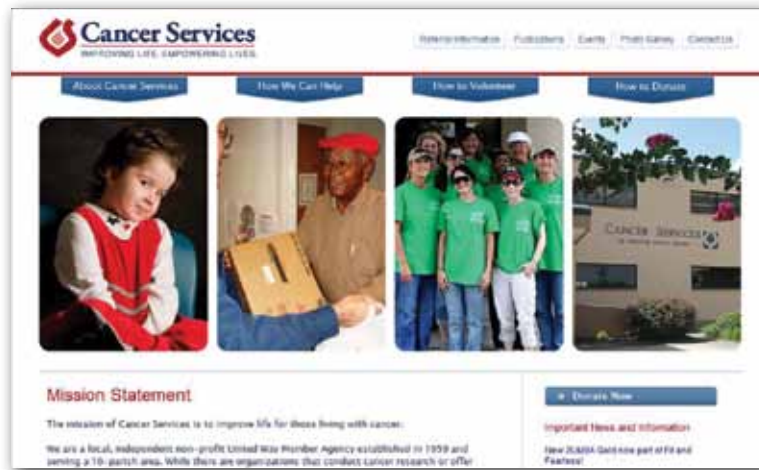 Cancer Services
IMPROVING LIFE. EMPOWERING LIVES.
Referral Information Publications Events Photo Gallery Contact Us
About Cancer Services How We Can Help How to Volunteer How to Donate
CANCER SERVICES
Mission Statement
The mission of Cancer Services is to improve life for those living with cancer.
We are a local, independent non-profit United Way Member Agency established in 1959 and
serving a 10-parish area. While there are organizations that conduct cancer research or offer
Donate Now
Important News and Information
New ZUMBA Gold now part of Fit and
Fearless!